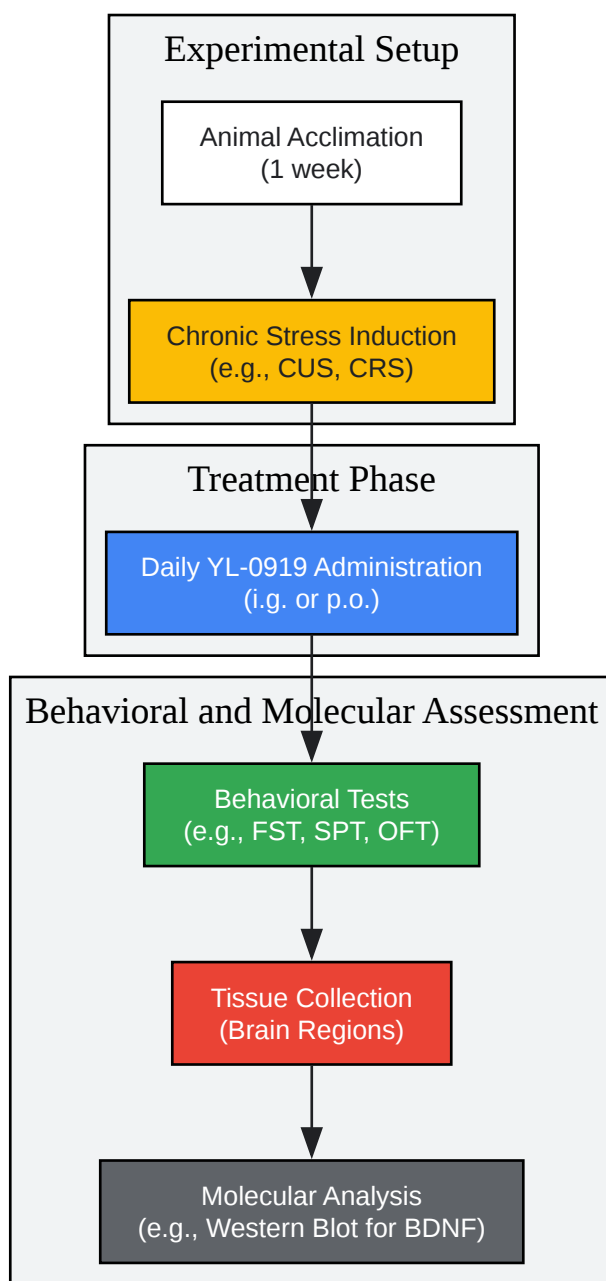 Experimental Setup
Animal Acclimation
(1 week)
Chronic Stress Induction
(e.g., CUS, CRS)
Treatment Phase
Daily YL-0919 Administration
(i.g. or p.o.)
Behavioral and Molecular Assessment
Behavioral Tests
(e.g., FST, SPT, OFT)
Tissue Collection
(Brain Regions)
Molecular Analysis
(e.g., Western Blot for BDNF)